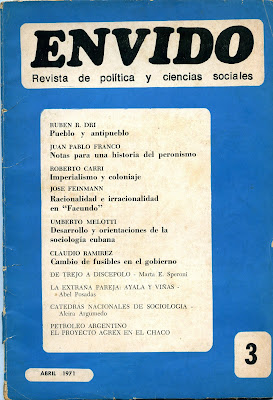 ENVIDO
Revista de política y ciencias sociales
RUBEN R. DRI
Pueblo y antipueblo
JUAN PABLO FRANCO
Notas para una historia del peronismo
ROBERTO CARRI
Imperialismo y coloniaje
JOSE FEINMANN
Racionalidad e irracionalidad
en "Facundo"
UMBERTO MELOTTI
Desarrollo y orientaciones de la
sociología cubana
CLAUDIO RAMIREZ
Cambio de fusibles en el gobierno
DE TREJO A DISCEPOLO - Marta E. Speroni
LA EXTRAÑA PAREJA: AYALA Y VIÑAS -
Abel Posadas
CATEDRAS NACIONALES DE SOCIOLOGIA -
Alcira Argumedo
PETROLEO ARGENTINO
EL PROYECTO AGREX EN EL CHACO
3
ABRIL - 1971